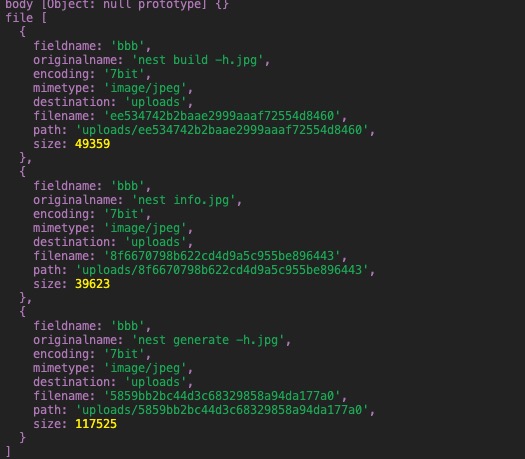 body [Object: null prototype] {}
file [
  {
    fieldname: 'bbb',
    originalname: 'nest build -h.jpg',
    encoding: '7bit',
    mimetype: 'image/jpeg',
    destination: 'uploads',
    filename: 'ee534742b2baae2999aaaf72554d8460',
    path: 'uploads/ee534742b2baae2999aaaf72554d8460',
    size: 49359
  },
  {
    fieldname: 'bbb',
    originalname: 'nest info.jpg',
    encoding: '7bit',
    mimetype: 'image/jpeg',
    destination: 'uploads',
    filename: '8f6670798b622cd4d9a5c955be896443',
    path: 'uploads/8f6670798b622cd4d9a5c955be896443',
    size: 39623
  },
  {
    fieldname: 'bbb',
    originalname: 'nest generate -h.jpg',
    encoding: '7bit',
    mimetype: 'image/jpeg',
    destination: 'uploads',
    filename: '5859bb2bc44d3c68329858a94da177a0',
    path: 'uploads/5859bb2bc44d3c68329858a94da177a0',
    size: 117525
  }
]